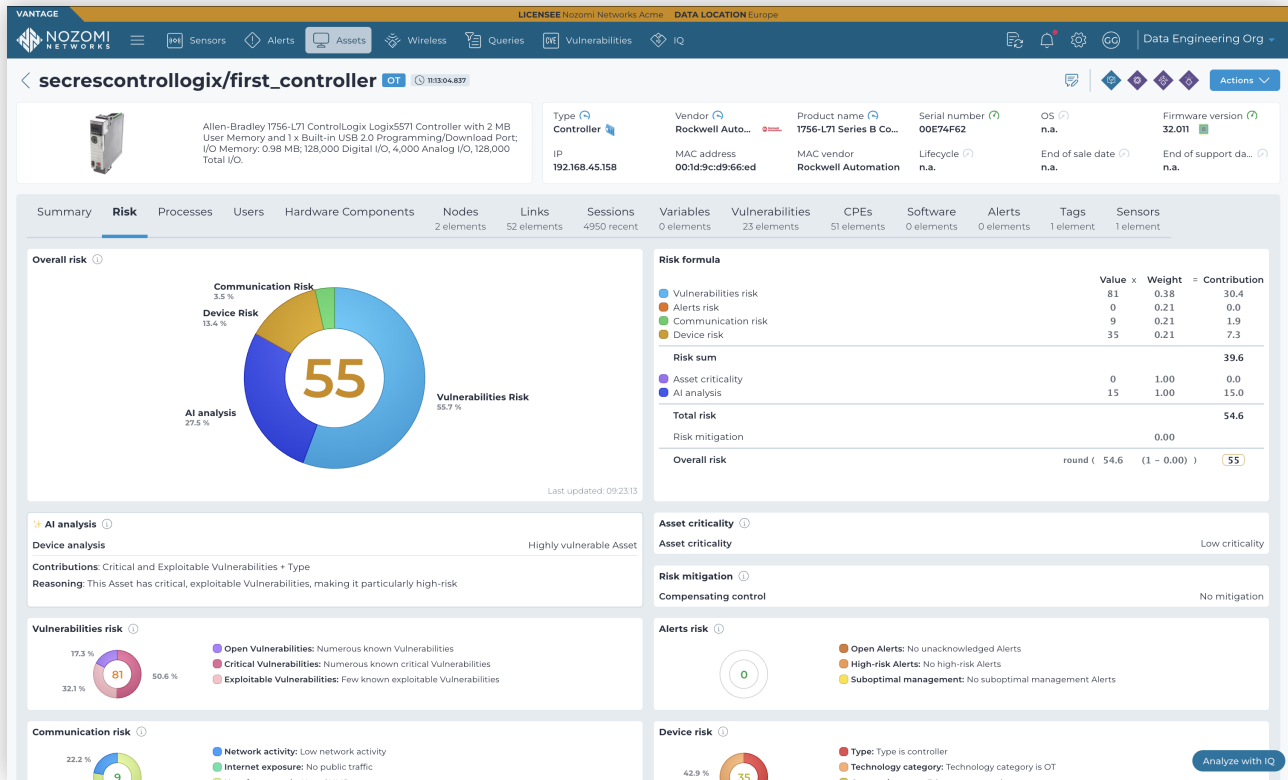 VANTAGE
LICENSEE Nozomi Networks Acme DATA LOCATION Europe
NOZOMI NETWORKS
Sensors Alerts Assets Wireless Queries CVE Vulnerabilities IQ GG Data Engineering Org
secrescontrollogix/first_controller OT 11:13:04.837 Actions
Allen-Bradley 1756-L71 ControlLogix Logix5571 Controller with 2 MB
User Memory and 1 x Built-in USB 2.0 Programming/Download Port;
I/O Memory: 0.98 MB; 128,000 Digital I/O, 4,000 Analog I/O, 128,000
Total I/O.
Type Vendor Product name Serial number OS Firmware version
Controller Rockwell Auto... 1756-L71 Series B Co... 00E74F62 n.a. 32.011
IP MAC address MAC vendor Lifecycle End of sale date End of support da...
192.168.45.158 00:1d:9c:d9:66:ed Rockwell Automation n.a. n.a. n.a.
Summary Risk Processes Users Hardware Components Nodes Links Sessions Variables Vulnerabilities CPEs Software Alerts Tags Sensors
2 elements 52 elements 4950 recent 0 elements 23 elements 51 elements 0 elements 0 elements 1 element 1 element
Overall risk
Communication Risk
3.5 %
Device Risk
13.4 %
55
Vulnerabilities Risk
55.7 %
AI analysis
27.5 %
Last updated: 09:23:13
Risk formula
Value x Weight = Contribution
Vulnerabilities risk 81 0.38 30.4
Alerts risk 0 0.21 0.0
Communication risk 9 0.21 1.9
Device risk 35 0.21 7.3
Risk sum 39.6
Asset criticality 0 1.00 0.0
AI analysis 15 1.00 15.0
Total risk 54.6
Risk mitigation 0.00
Overall risk round ( 54.6 (1 – 0.00) ) 55
AI analysis
Device analysis Highly vulnerable Asset
Contributions: Critical and Exploitable Vulnerabilities + Type
Reasoning: This Asset has critical, exploitable Vulnerabilities, making it particularly high-risk
Asset criticality
Asset criticality Low criticality
Risk mitigation
Compensating control No mitigation
Vulnerabilities risk
17.3 %
81
50.6 %
32.1 %
Open Vulnerabilities: Numerous known Vulnerabilities
Critical Vulnerabilities: Numerous known critical Vulnerabilities
Exploitable Vulnerabilities: Few known exploitable Vulnerabilities
Alerts risk
0
Open Alerts: No unacknowledged Alerts
High-risk Alerts: No high-risk Alerts
Suboptimal management: No suboptimal management Alerts
Communication risk
22.2 %
9
Network activity: Low network activity
Internet exposure: No public traffic
Device risk
42.9 %
35
Type: Type is controller
Technology category: Technology category is OT
Analyze with IQ